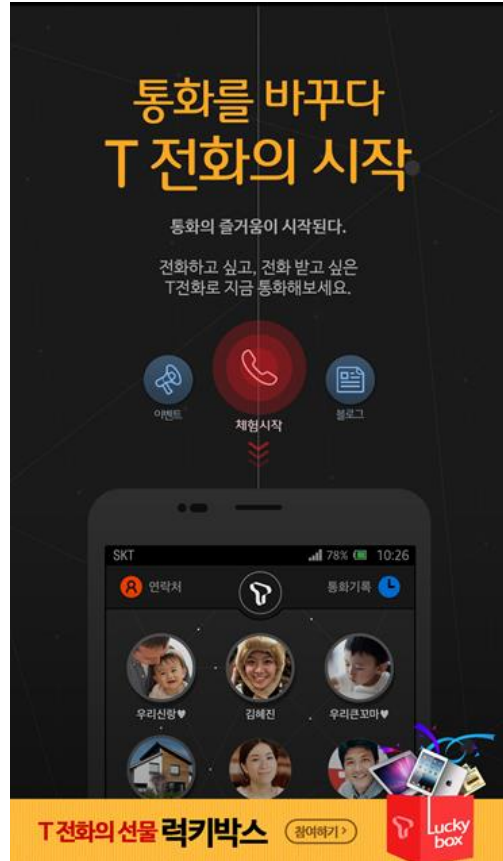 통화를 바꾸다
T 전화의 시작
통화의 즐거움이 시작된다.
전화하고 싶고, 전화 받고 싶은
T전화로 지금 통화해보세요.
이벤트
체험시작
블로그
SKT 78% 10:26
연락처
통화기록
우리신랑♥ 김혜진 우리큰꼬마♥
T전화의 선물 럭키박스 참여하기 >
Lucky
box